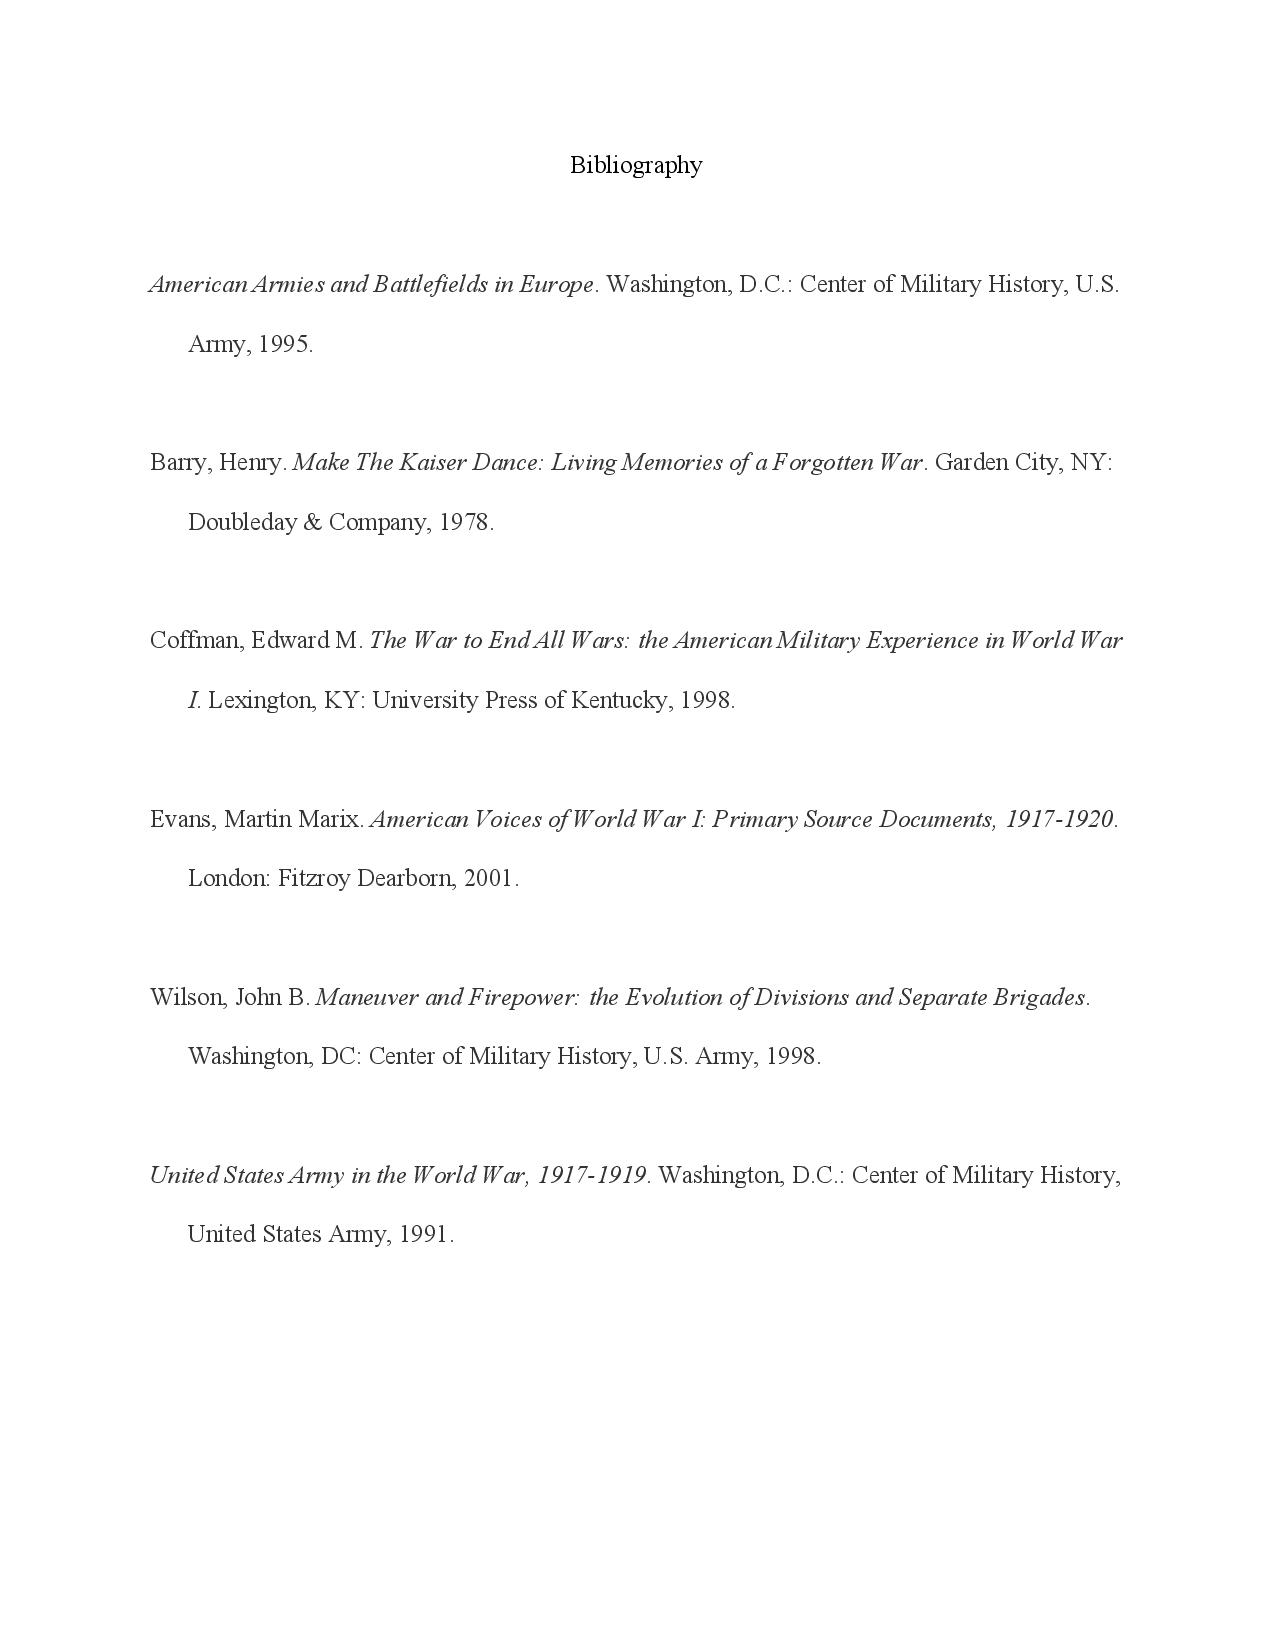 Bibliography
American Armies and Battlefields in Europe. Washington, D.C.: Center of Military History, U.S.
Army, 1995.
Barry, Henry. Make The Kaiser Dance: Living Memories of a Forgotten War. Garden City, NY:
Doubleday & Company, 1978.
Coffman, Edward M. The War to End All Wars: the American Military Experience in World War
I. Lexington, KY: University Press of Kentucky, 1998.
Evans, Martin Marix. American Voices of World War I: Primary Source Documents, 1917-1920.
London: Fitzroy Dearborn, 2001.
Wilson, John B. Maneuver and Firepower: the Evolution of Divisions and Separate Brigades.
Washington, DC: Center of Military History, U.S. Army, 1998.
United States Army in the World War, 1917-1919. Washington, D.C.: Center of Military History,
United States Army, 1991.